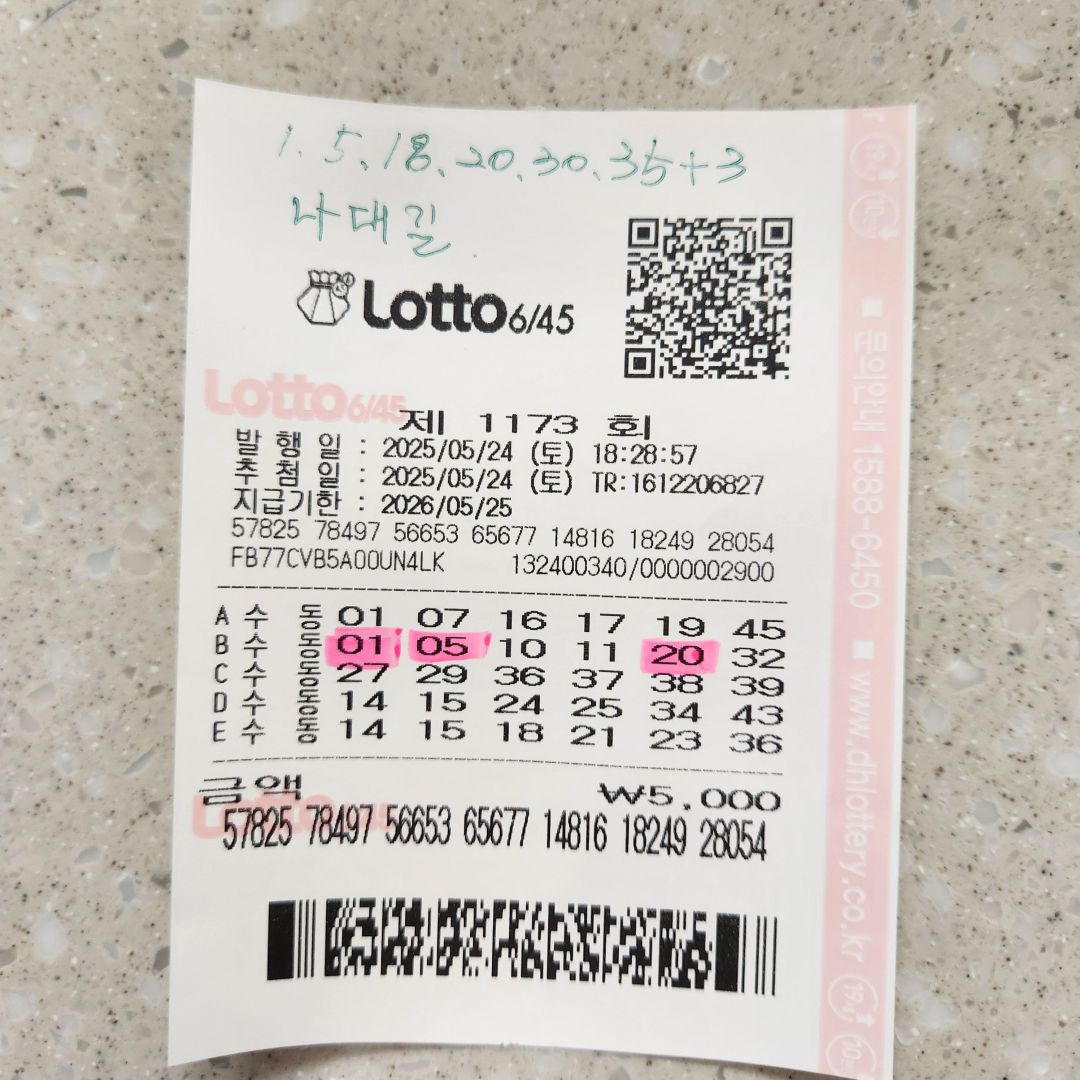 1. 5. 18. 20. 30. 35 + 3
나대길
Lotto 6/45
Lotto 6/45
제 1173 회
발 행 일 : 2025/05/24 (토) 18:28:57
추 첨 일 : 2025/05/24 (토) TR:1612206827
지급기한 : 2026/05/25
57825 78497 56653 65677 14816 18249 28054
FB77CVB5A00UN4LK 132400340/0000002900
A 수 동 01 07 16 17 19 45
B 수 동 01 05 10 11 20 32
C 수 동 27 29 36 37 38 39
D 수 동 14 15 24 25 34 43
E 수 동 14 15 18 21 23 36
금액 ₩5,000
Lotto
57825 78497 56653 65677 14816 18249 28054
■ 문의안내 1588-6450 ■ www.dhlottery.co.kr